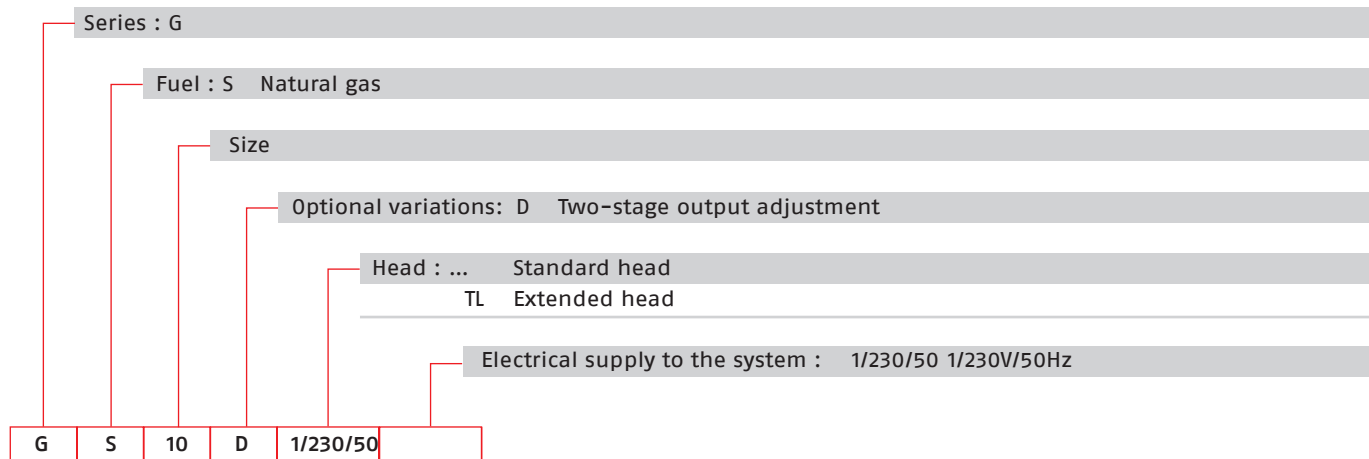 Series : G
Fuel : S Natural gas
Size
Optional variations: D Two-stage output adjustment
Head : ... Standard head
TL Extended head
Electrical supply to the system : 1/230/50 1/230V/50Hz
G S 10 D 1/230/50